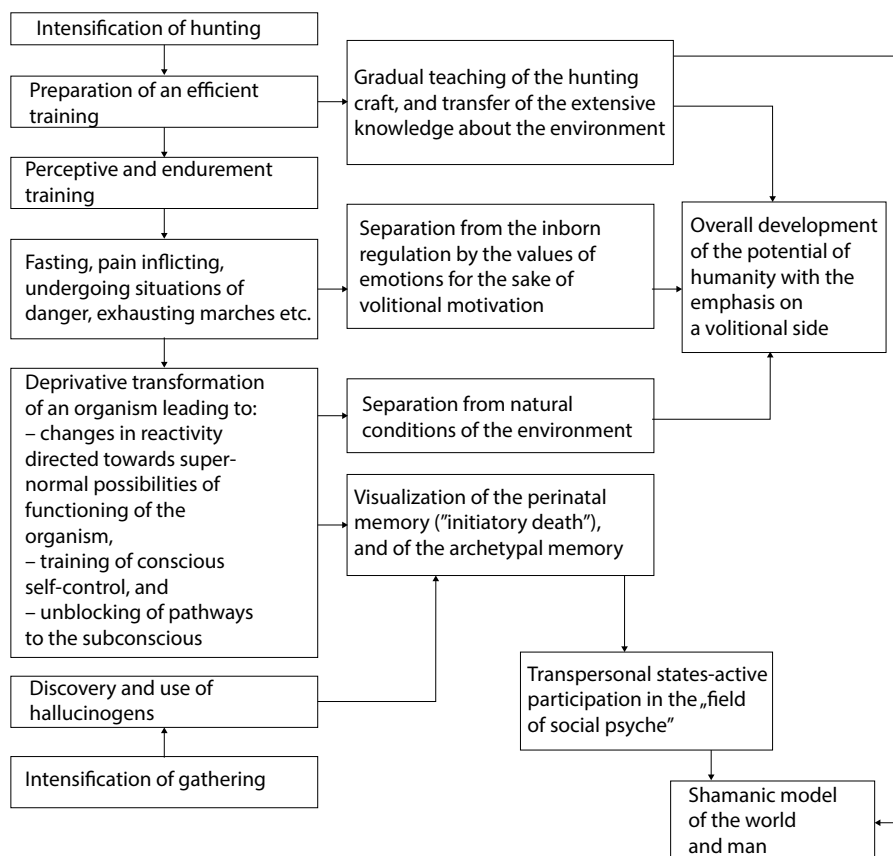 Intensification of hunting
Preparation of an efficient
training
Gradual teaching of the hunting
craft, and transfer of the extensive
knowledge about the environment
Perceptive and endurement
training
Fasting, pain inflicting,
undergoing situations of
danger, exhausting marches etc.
Separation from the inborn
regulation by the values of
emotions for the sake of
volitional motivation
Overall development
of the potential of
humanity with the
emphasis on
a volitional side
Deprivative transformation
of an organism leading to:
– changes in reactivity
directed towards super-
normal possibilities of
functioning of the
organism,
– training of conscious
self-control, and
– unblocking of pathways
to the subconscious
Separation from natural
conditions of the environment
Visualization of the perinatal
memory (”initiatory death”),
and of the archetypal memory
Discovery and use of
hallucinogens
Intensification of gathering
Transpersonal states-active
participation in the „field
of social psyche”
Shamanic model
of the world
and man